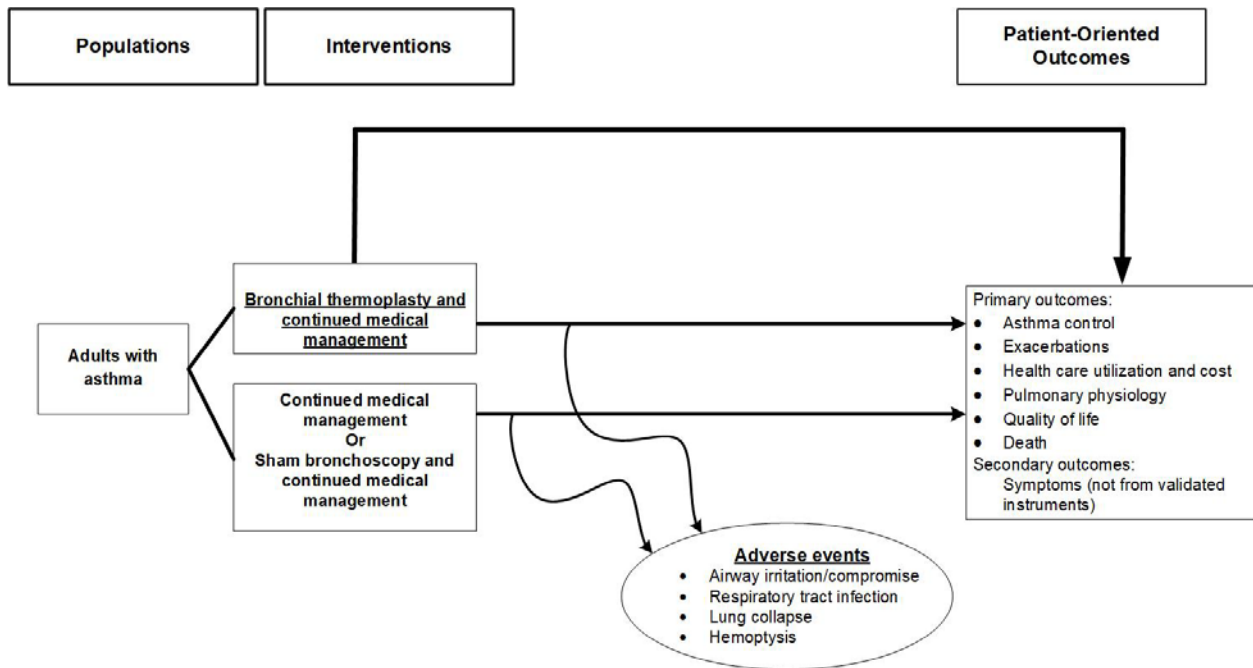 Populations
Interventions
Patient-Oriented
Outcomes
Adults with
asthma
Bronchial thermoplasty and
continued medical
management
Continued medical
management
Or
Sham bronchoscopy and
continued medical
management
Primary outcomes:
● Asthma control
● Exacerbations
● Health care utilization and cost
● Pulmonary physiology
● Quality of life
● Death
Secondary outcomes:
Symptoms (not from validated
instruments)
Adverse events
• Airway irritation/compromise
• Respiratory tract infection
• Lung collapse
• Hemoptysis